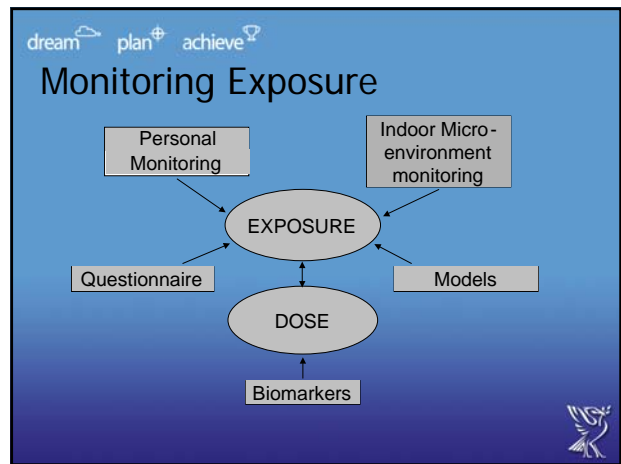 dream plan achieve
Monitoring Exposure
Personal
Monitoring
Indoor Micro-
environment
monitoring
EXPOSURE
Questionnaire
Models
DOSE
Biomarkers